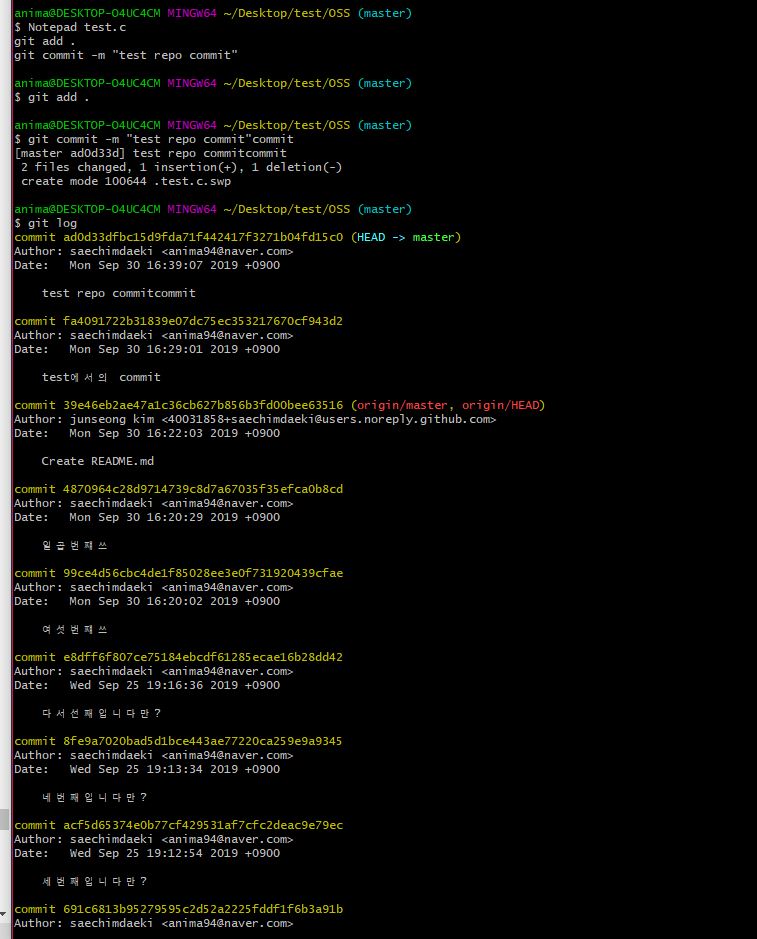 anima@DESKTOP-O4UC4CM MINGW64 ~/Desktop/test/OSS (master)
$ Notepad test.c
git add .
git commit -m "test repo commit"
anima@DESKTOP-O4UC4CM MINGW64 ~/Desktop/test/OSS (master)
$ git add .
anima@DESKTOP-O4UC4CM MINGW64 ~/Desktop/test/OSS (master)
$ git commit -m "test repo commit"commit
[master ad0d33d] test repo commitcommit
 2 files changed, 1 insertion(+), 1 deletion(-)
 create mode 100644 .test.c.swp
anima@DESKTOP-O4UC4CM MINGW64 ~/Desktop/test/OSS (master)
$ git log
commit ad0d33dfbc15d9fda71f442417f3271b04fd15c0 (HEAD -> master)
Author: saechimdaeki <anima94@naver.com>
Date:   Mon Sep 30 16:39:07 2019 +0900
    test repo commitcommit
commit fa4091722b31839e07dc75ec353217670cf943d2
Author: saechimdaeki <anima94@naver.com>
Date:   Mon Sep 30 16:29:01 2019 +0900
    test에서의 commit
commit 39e46eb2ae47a1c36cb627b856b3fd00bee63516 (origin/master, origin/HEAD)
Author: junseong kim <40031858+saechimdaeki@users.noreply.github.com>
Date:   Mon Sep 30 16:22:03 2019 +0900
    Create README.md
commit 4870964c28d9714739c8d7a67035f35efca0b8cd
Author: saechimdaeki <anima94@naver.com>
Date:   Mon Sep 30 16:20:29 2019 +0900
    일곱번째쓰
commit 99ce4d56cbc4de1f85028ee3e0f731920439cfae
Author: saechimdaeki <anima94@naver.com>
Date:   Mon Sep 30 16:20:02 2019 +0900
    여섯번째쓰
commit e8dff6f807ce75184ebcdf61285ecae16b28dd42
Author: saechimdaeki <anima94@naver.com>
Date:   Wed Sep 25 19:16:36 2019 +0900
    다서선째입니다만?
commit 8fe9a7020bad5d1bce443ae77220ca259e9a9345
Author: saechimdaeki <anima94@naver.com>
Date:   Wed Sep 25 19:13:34 2019 +0900
    네번째입니다만?
commit acf5d65374e0b77cf429531af7cfc2deac9e79ec
Author: saechimdaeki <anima94@naver.com>
Date:   Wed Sep 25 19:12:54 2019 +0900
    세번째입니다만?
commit 691c6813b95279595c2d52a2225fddf1f6b3a91b
Author: saechimdaeki <anima94@naver.com>